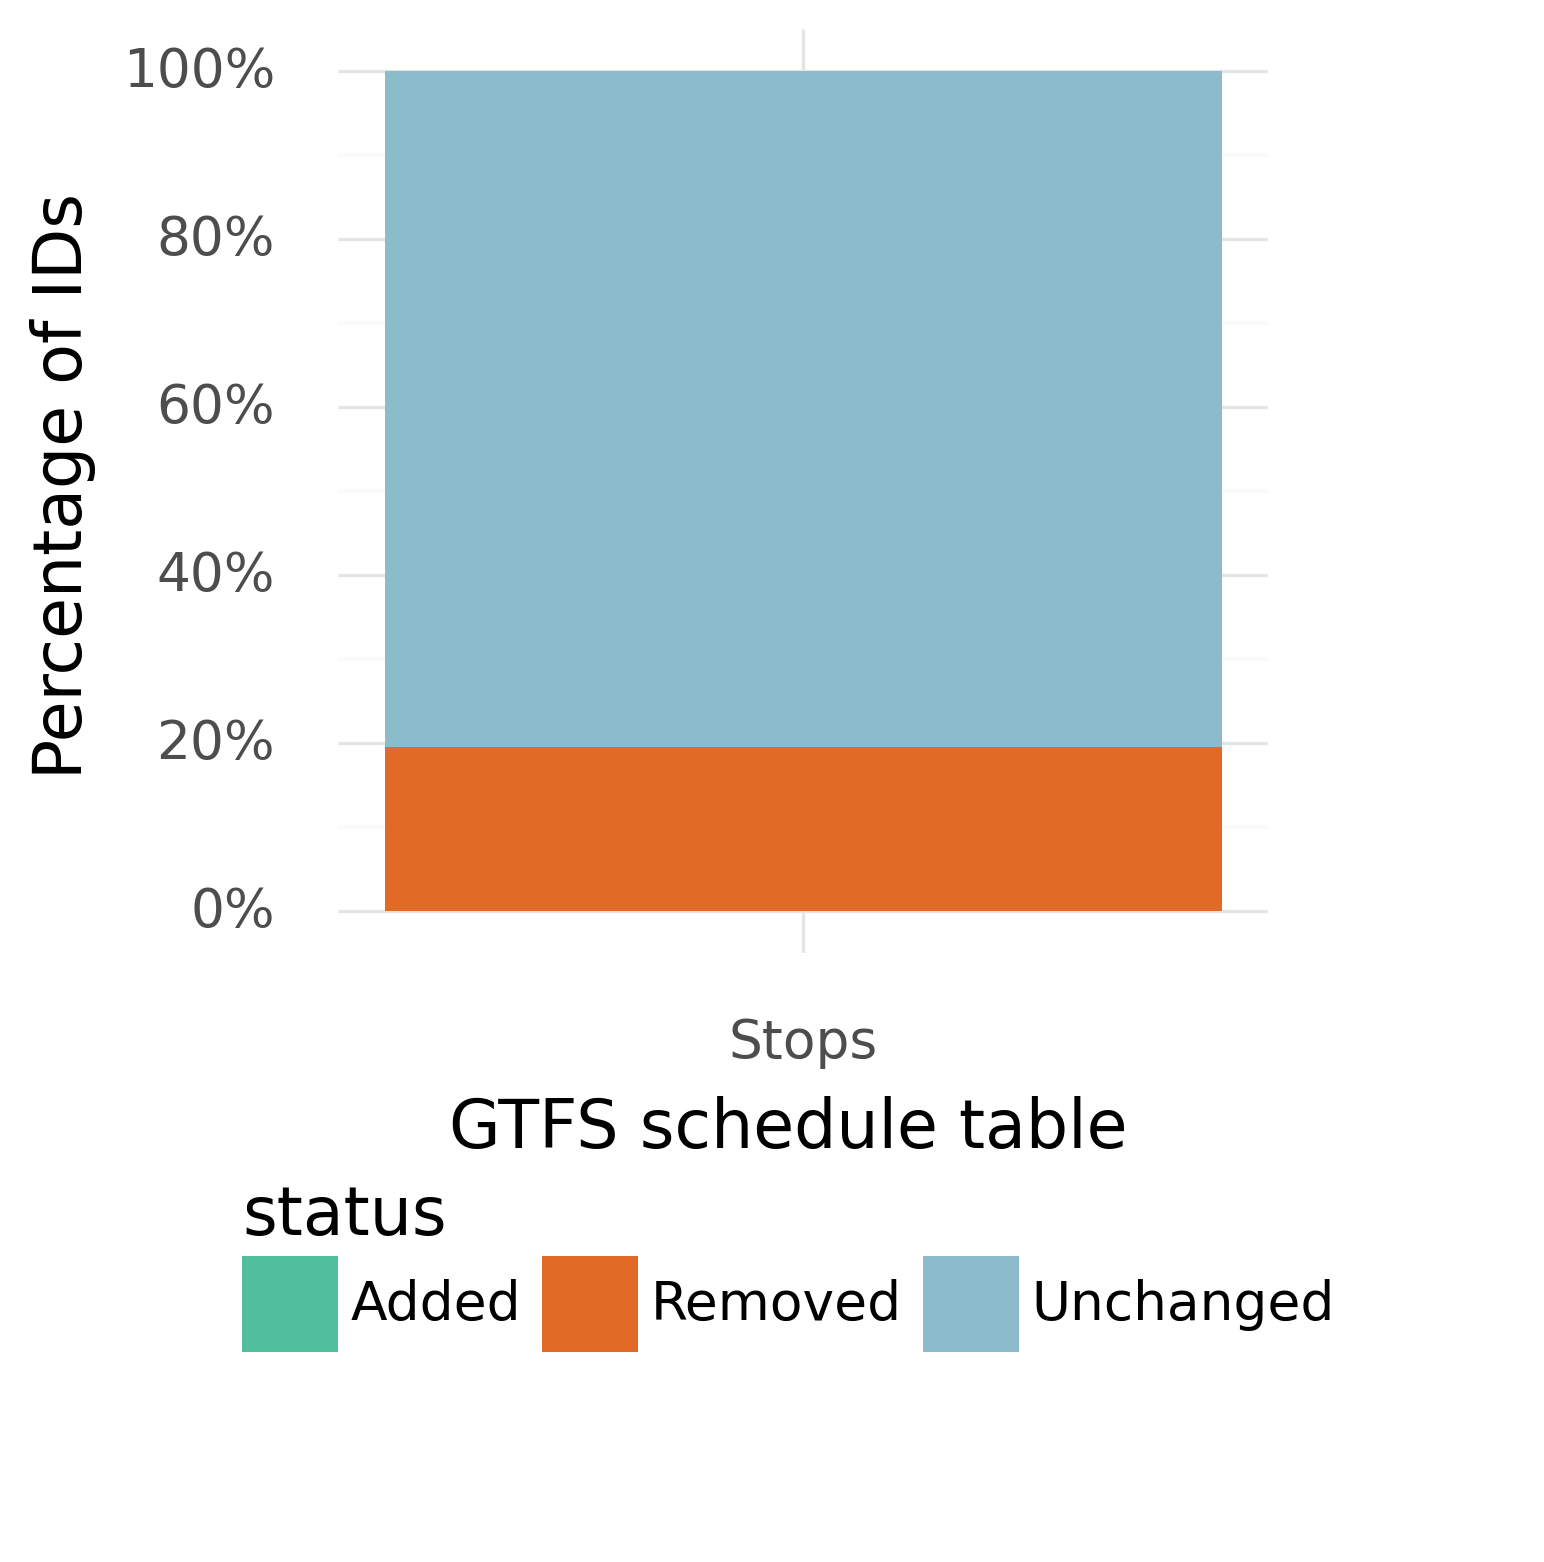 100%
80%
60%
40%
20%
0%
Percentage of IDs
Stops
GTFS schedule table
status
Added
Removed
Unchanged